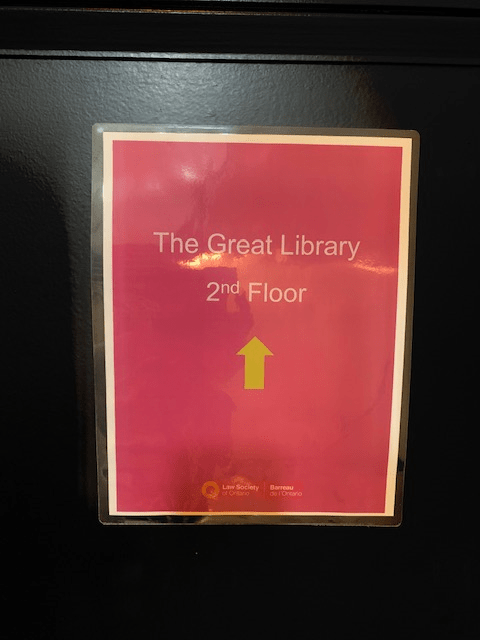 The Great Library
2nd Floor
Law Society
of Ontario
Barreau
de l'Ontario